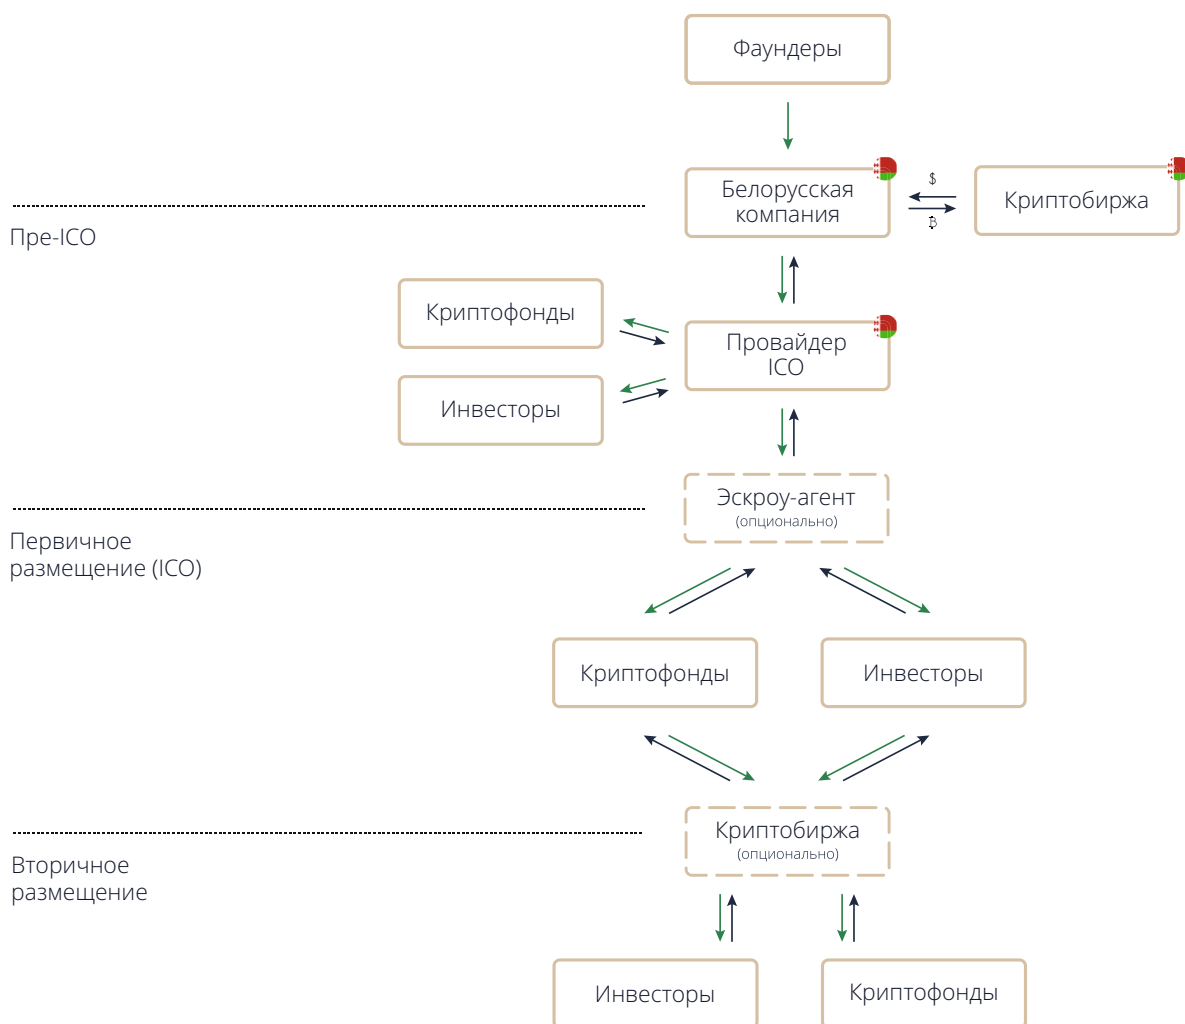 Фаундеры
Белорусская
компания
$
₿
Криптобиржа
Пре-ICO
Криптофонды
Провайдер
ICO
Инвесторы
Эскроу-агент
(опционально)
Первичное
размещение (ICO)
Криптофонды
Инвесторы
Криптобиржа
(опционально)
Вторичное
размещение
Инвесторы
Криптофонды